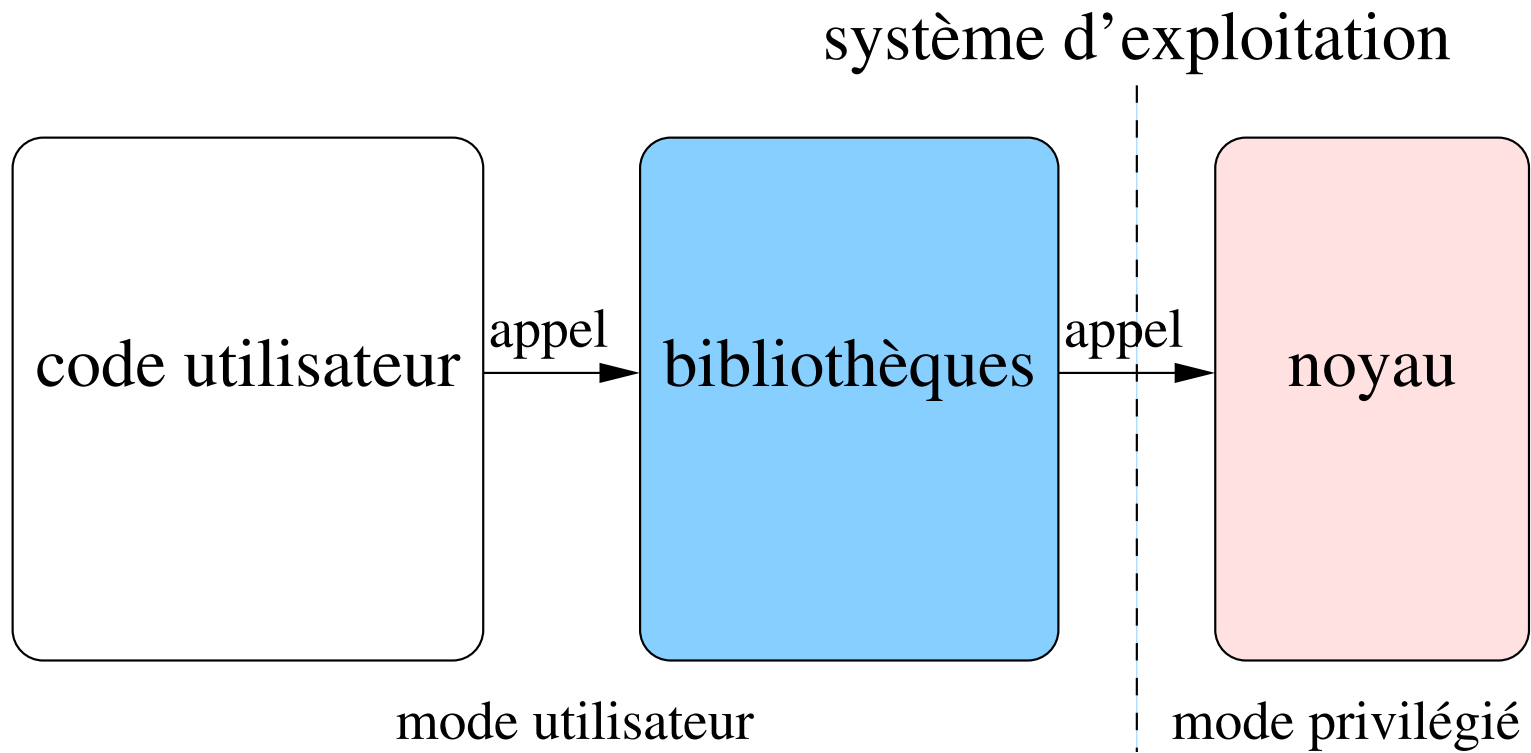 système d’exploitation
code utilisateur
appel
bibliothèques
appel
noyau
mode utilisateur
mode privilégié